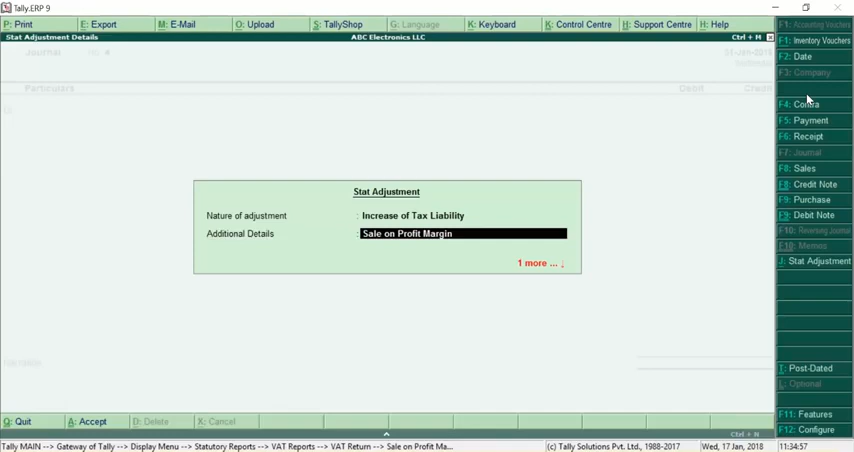 Tally.ERP 9
P: Print E: Export M: E-Mail O: Upload S: TallyShop G: Language K: Keyboard K: Control Centre H: Support Centre H: Help
Stat Adjustment Details ABC Electronics LLC Ctrl + M
F1: Accounting Vouchers
F1: Inventory Vouchers
F2: Date
F3: Company
F4: Contra
F5: Payment
F6: Receipt
F7: Journal
F8: Sales
F8: Credit Note
F9: Purchase
F9: Debit Note
F10: Reversing Journal
F10: Memos
J: Stat Adjustment
T: Post-Dated
L: Optional
F11: Features
F12: Configure
Journal
Particulars Debit Credit
Stat Adjustment
Nature of adjustment : Increase of Tax Liability
Additional Details : Sale on Profit Margin
1 more ... ↓
Narration:
Q: Quit A: Accept D: Delete X: Cancel
Ctrl + N
Tally MAIN --> Gateway of Tally --> Display Menu --> Statutory Reports --> VAT Reports --> VAT Return --> Sale on Profit Ma... (c) Tally Solutions Pvt. Ltd., 1988-2017 Wed, 17 Jan, 2018 11:34:57